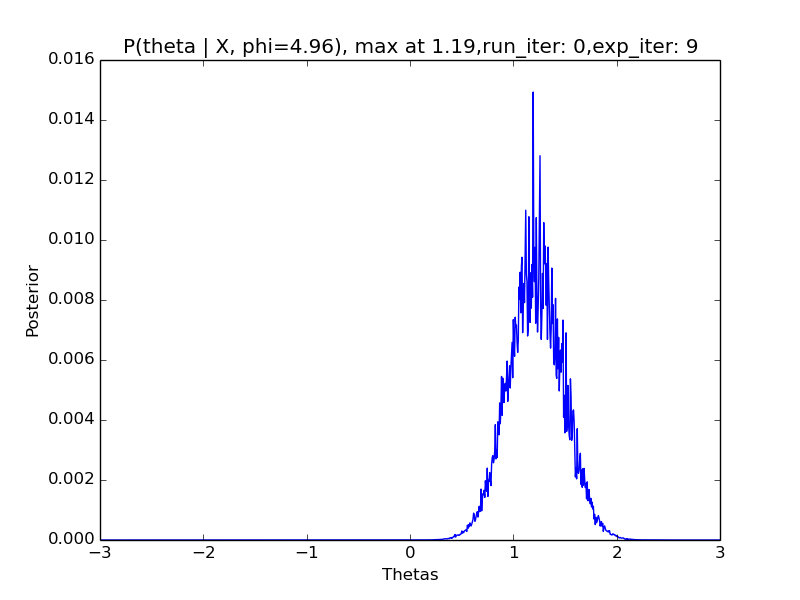 P(theta | X, phi=4.96), max at 1.19,run_iter: 0,exp_iter: 9
0.016
0.014
0.012
0.010
0.008
0.006
0.004
0.002
0.000
Posterior
−3 −2 −1 0 1 2 3
Thetas